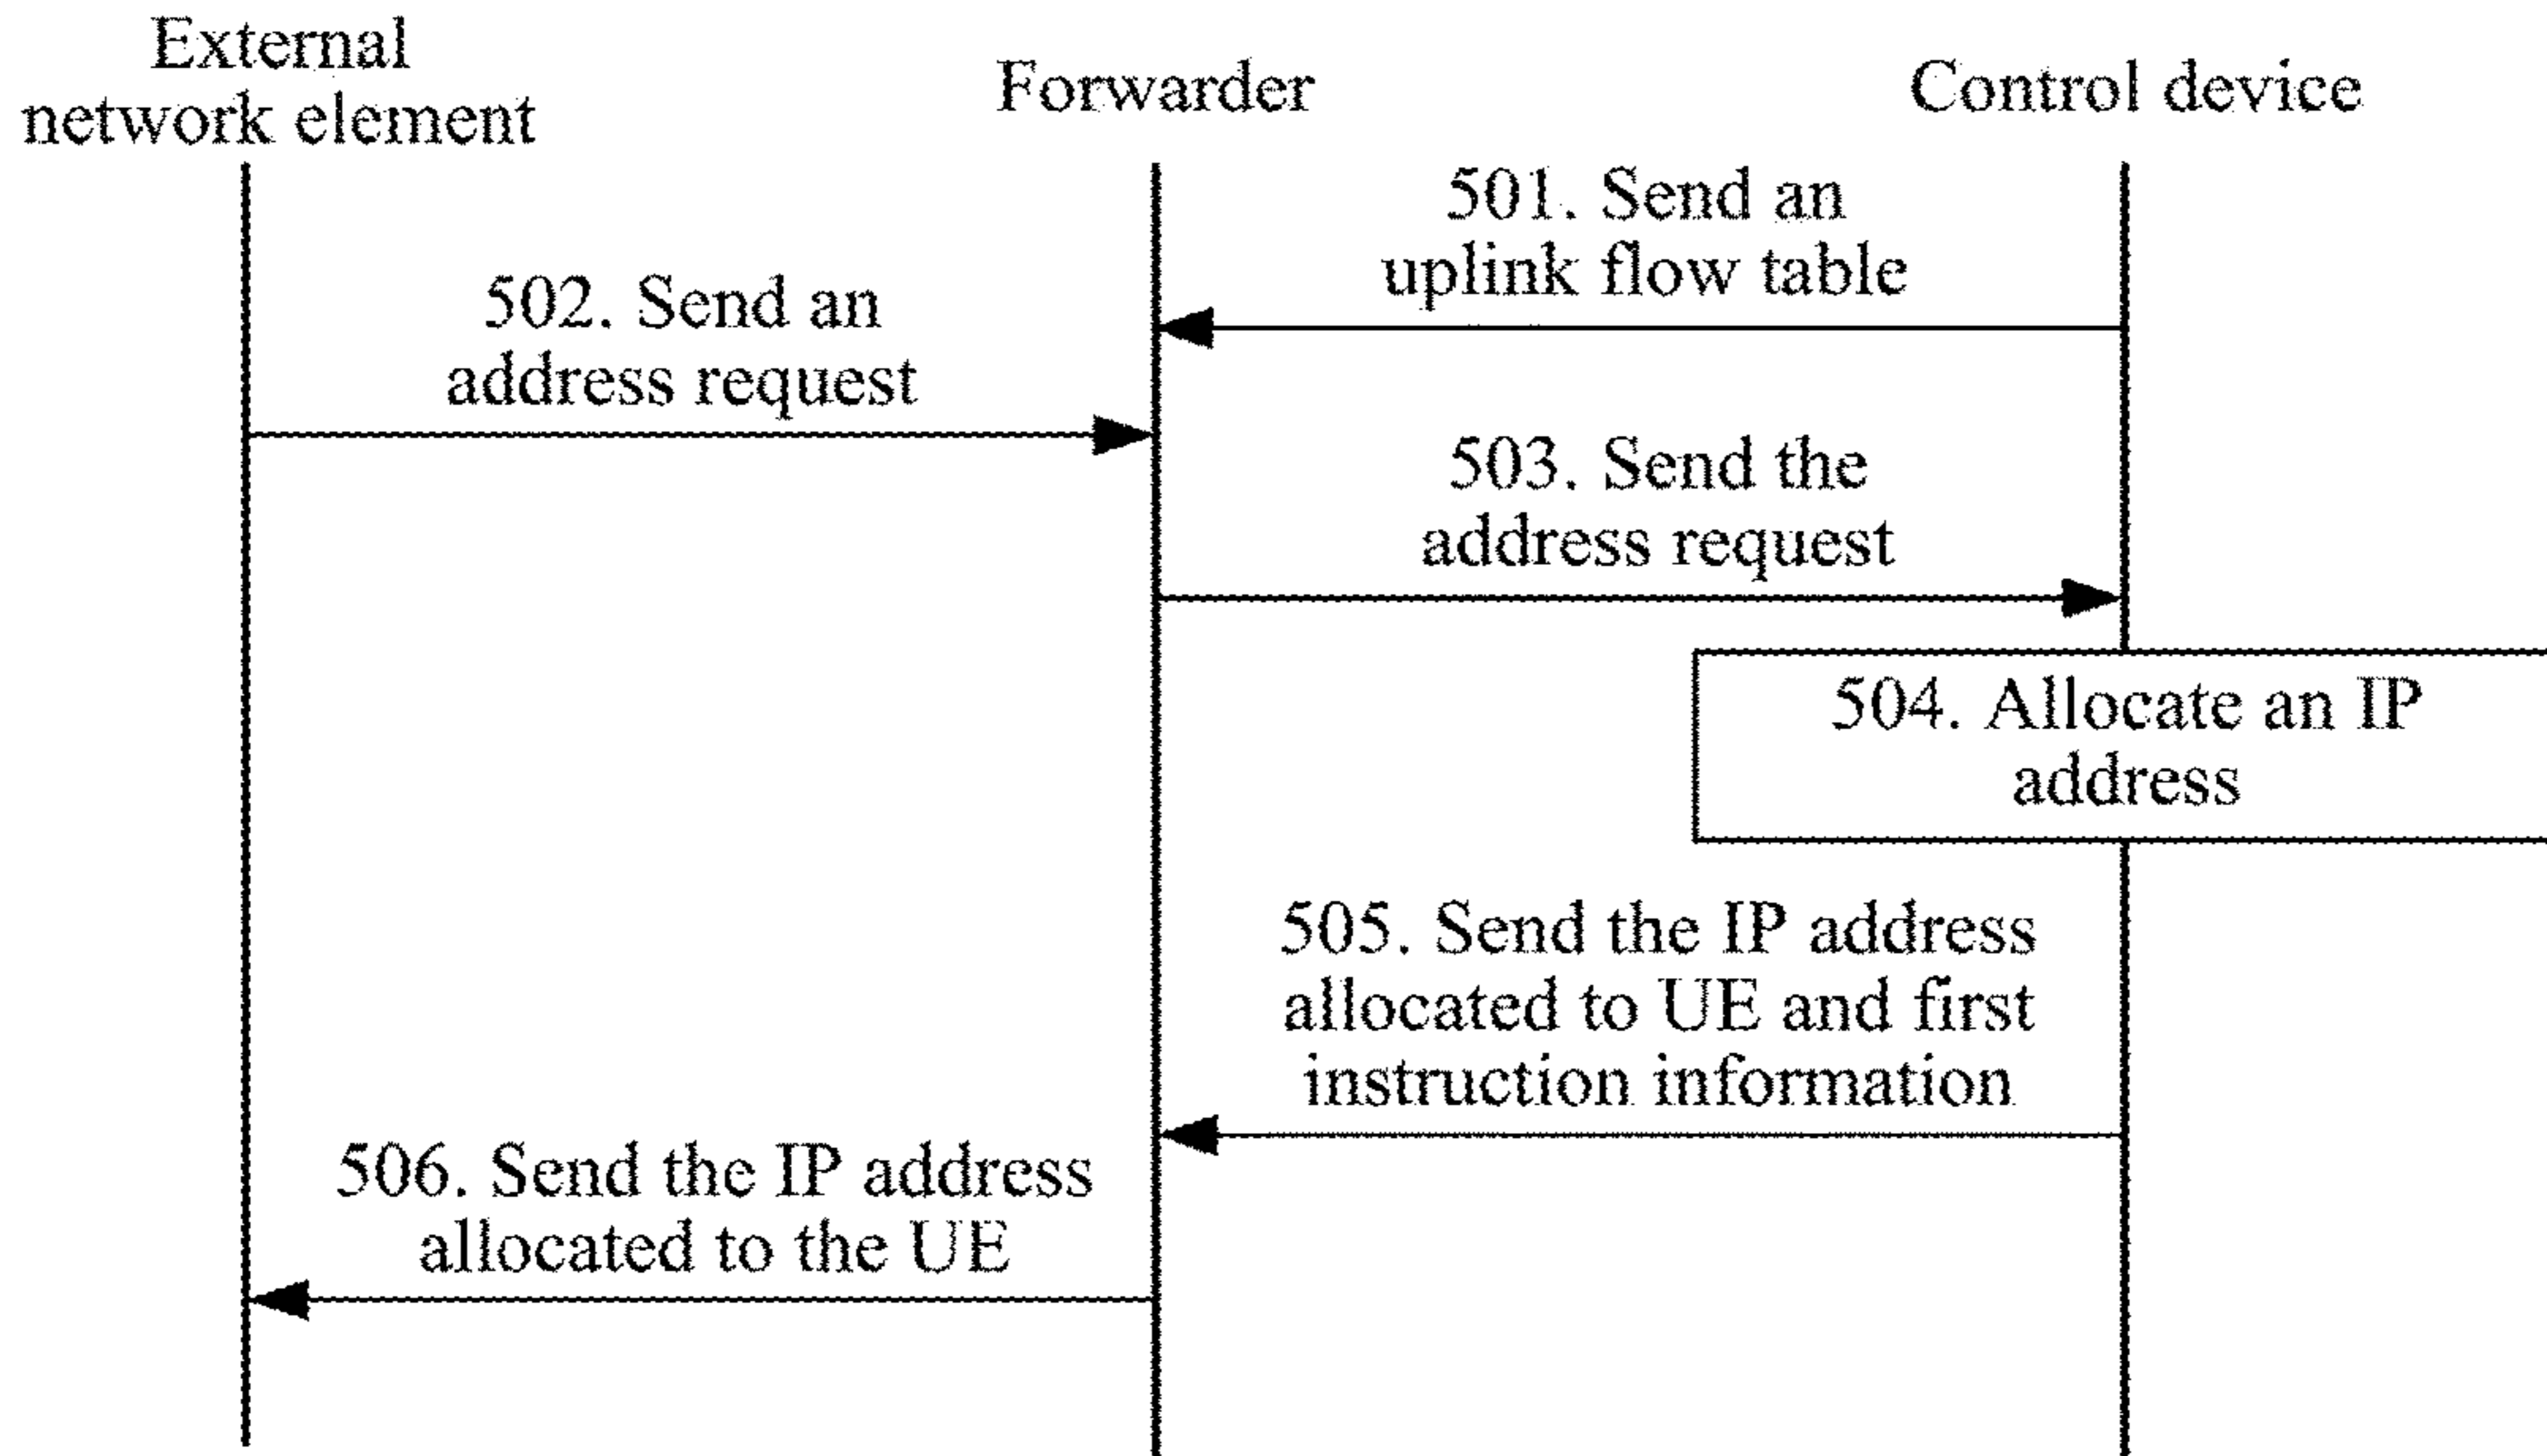 External
network element
Forwarder
Control device
501. Send an
uplink flow table
502. Send an
address request
503. Send the
address request
504. Allocate an IP
address
505. Send the IP address
allocated to UE and first
instruction information
506. Send the IP address
allocated to the UE